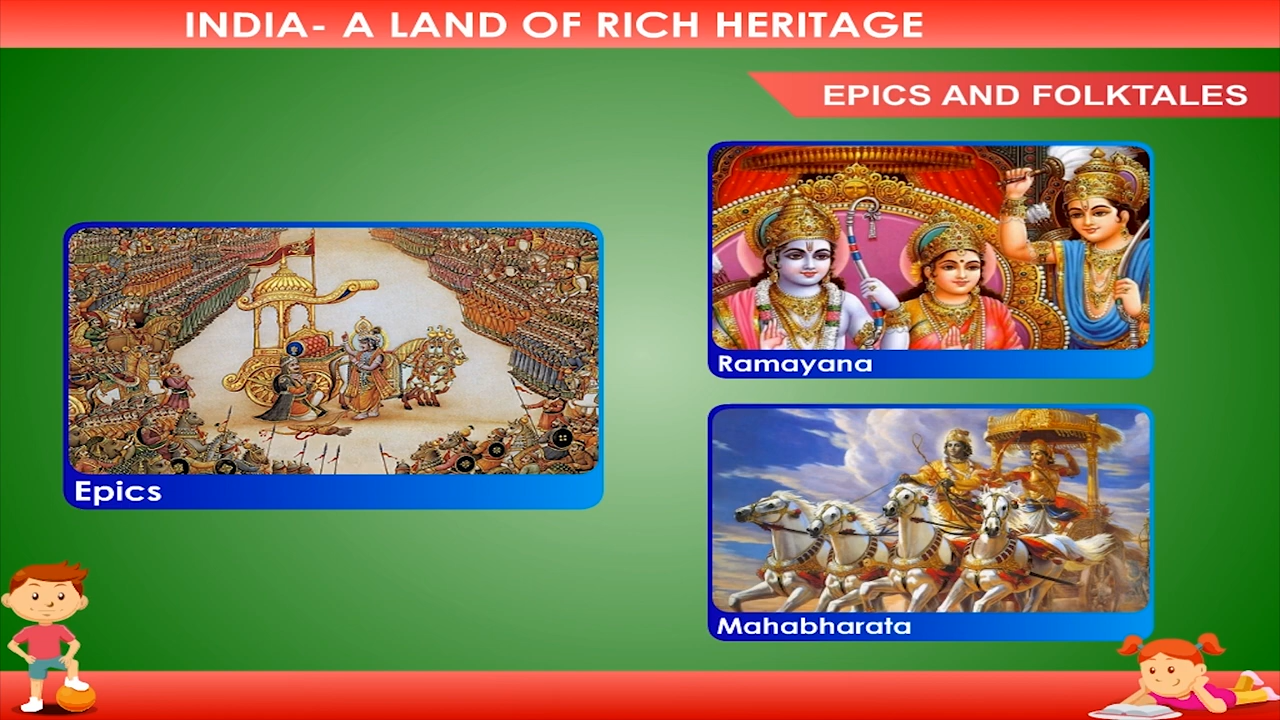 INDIA- A LAND OF RICH HERITAGE
EPICS AND FOLKTALES
Epics
Ramayana
Mahabharata